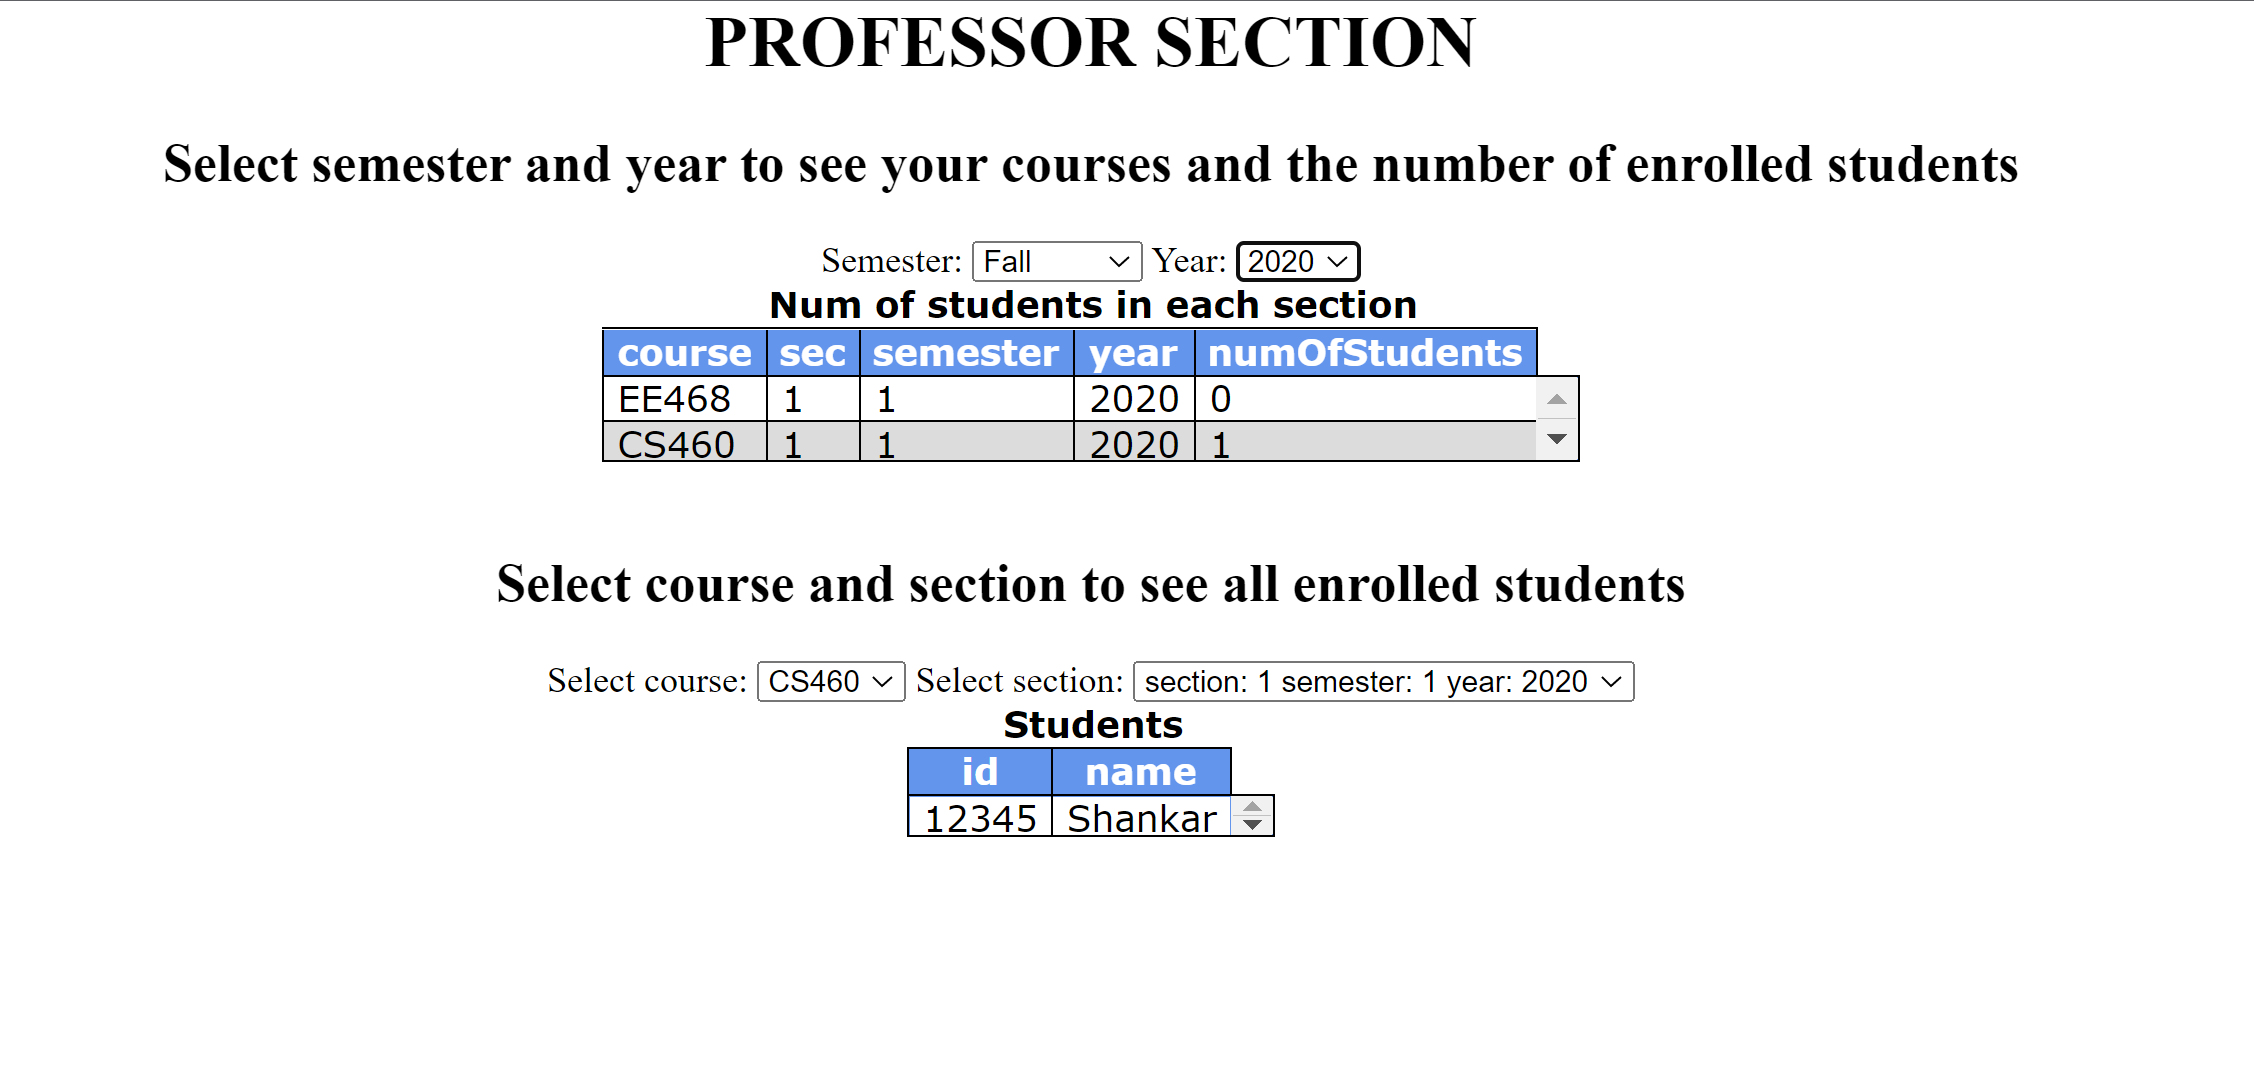 PROFESSOR SECTION
Select semester and year to see your courses and the number of enrolled students
Semester: Fall Year: 2020
Num of students in each section
course sec semester year numOfStudents
EE468 1 1 2020 0
CS460 1 1 2020 1
Select course and section to see all enrolled students
Select course: CS460 Select section: section: 1 semester: 1 year: 2020
Students
id name
12345 Shankar